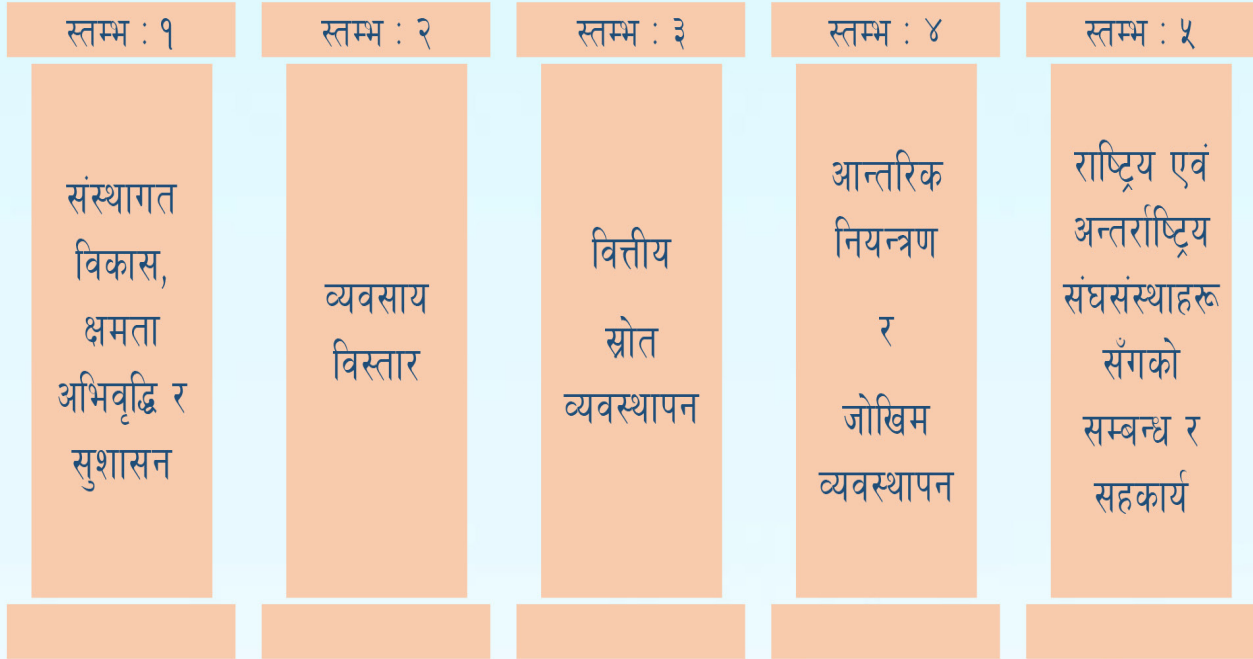 स्तम्भ : १
संस्थागत
विकास,
क्षमता
अभिवृद्धि र
सुशासन
स्तम्भ : २
व्यवसाय
विस्तार
स्तम्भ : ३
वित्तीय
स्रोत
व्यवस्थापन
स्तम्भ : ४
आन्तरिक
नियन्त्रण
र
जोखिम
व्यवस्थापन
स्तम्भ : ५
राष्ट्रिय एवं
अन्तर्राष्ट्रिय
संघसंस्थाहरू
सँगको
सम्बन्ध र
सहकार्य